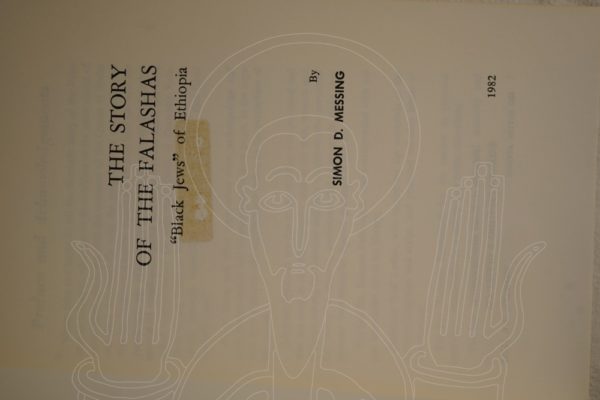 THE STORY
OF THE FALASHAS
“Black Jews” of Ethiopia
By
SIMON D. MESSING
1982